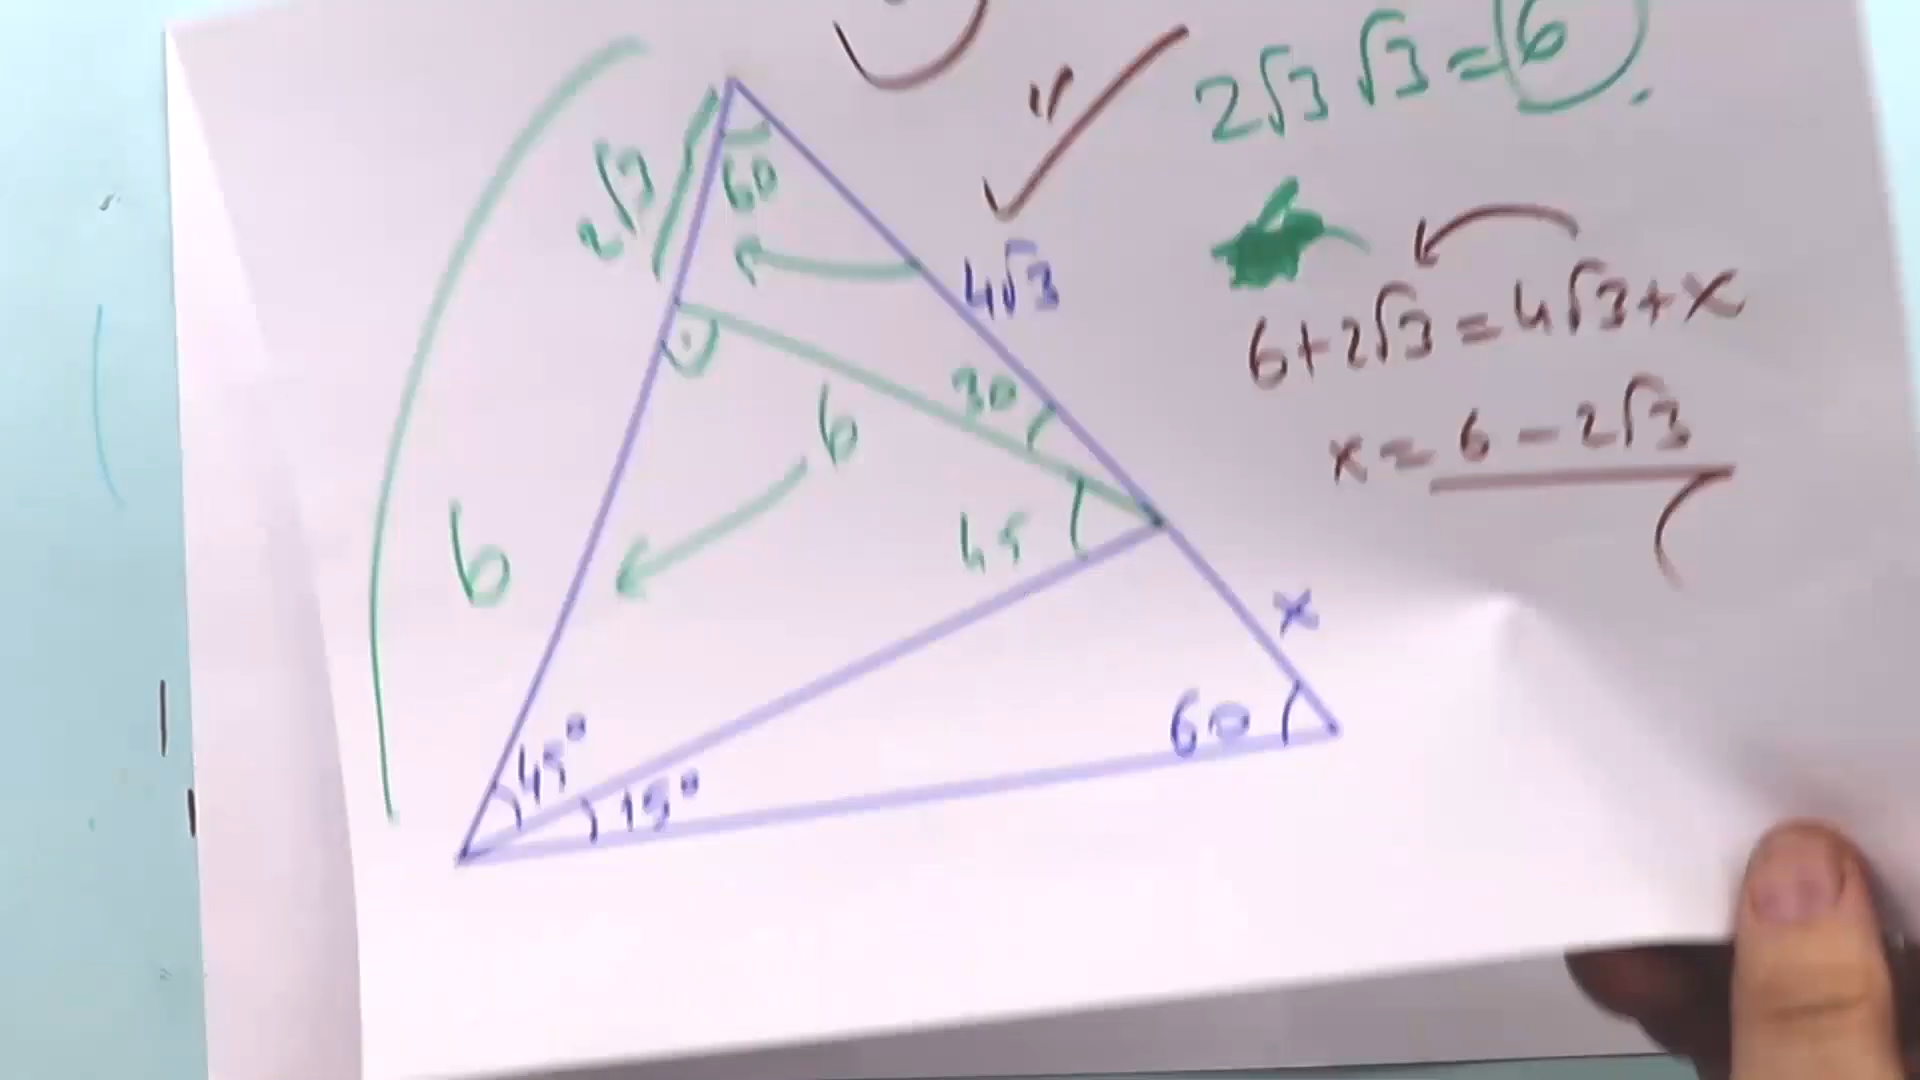 2√3 √3 = 6
2√3
60
4√3
6+2√3 = 4√3+x
30
6
x = 6 - 2√3
6
45
x
60
45°
15°